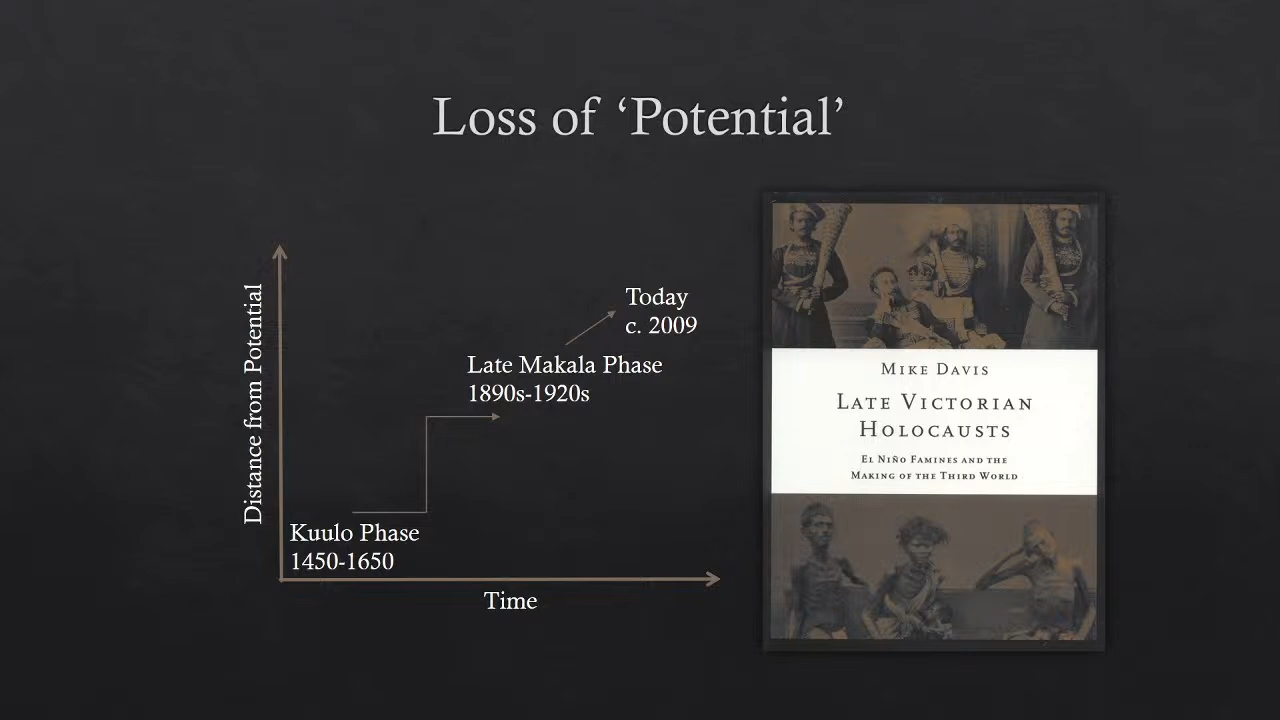 Loss of ‘Potential’
Distance from Potential
Today
c. 2009
Late Makala Phase
1890s-1920s
Kuulo Phase
1450-1650
Time
MIKE DAVIS
LATE VICTORIAN
HOLOCAUSTS
EL NIÑO FAMINES AND THE
MAKING OF THE THIRD WORLD